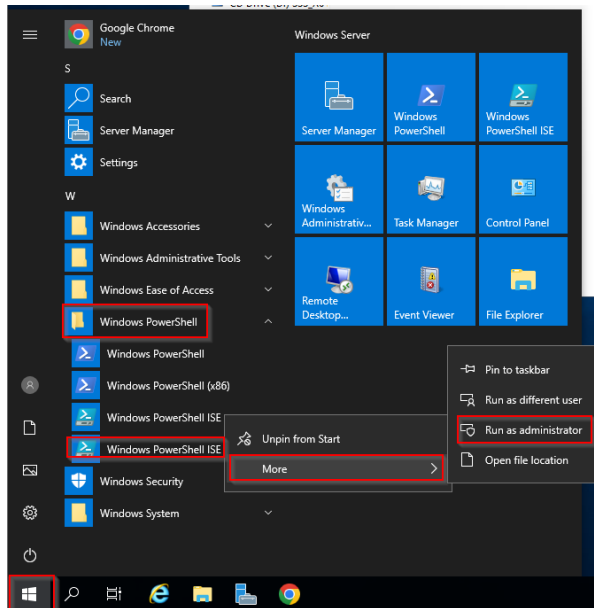 Google Chrome
New
S
Search
Server Manager
Settings
W
Windows Accessories
Windows Administrative Tools
Windows Ease of Access
Windows PowerShell
Windows PowerShell
Windows PowerShell (x86)
Windows PowerShell ISE
Windows PowerShell ISE
Windows Security
Windows System
Windows Server
Server Manager
Windows
PowerShell
Windows
PowerShell ISE
Windows
Administrativ...
Task Manager
Control Panel
Remote
Desktop...
Event Viewer
File Explorer
Unpin from Start
More
Pin to taskbar
Run as different user
Run as administrator
Open file location